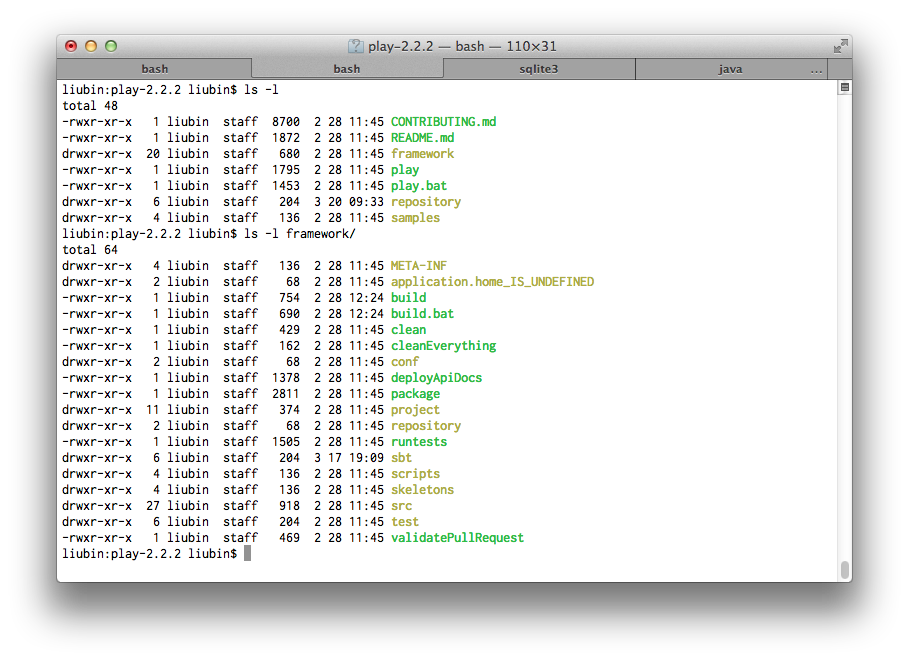 play-2.2.2 — bash — 110×31
bash bash sqlite3 java ...
liubin:play-2.2.2 liubin$ ls -l
total 48
-rwxr-xr-x   1 liubin  staff  8700  2 28 11:45 CONTRIBUTING.md
-rwxr-xr-x   1 liubin  staff  1872  2 28 11:45 README.md
drwxr-xr-x  20 liubin  staff   680  2 28 11:45 framework
-rwxr-xr-x   1 liubin  staff  1795  2 28 11:45 play
-rwxr-xr-x   1 liubin  staff  1453  2 28 11:45 play.bat
drwxr-xr-x   6 liubin  staff   204  3 20 09:33 repository
drwxr-xr-x   4 liubin  staff   136  2 28 11:45 samples
liubin:play-2.2.2 liubin$ ls -l framework/
total 64
drwxr-xr-x   4 liubin  staff   136  2 28 11:45 META-INF
drwxr-xr-x   2 liubin  staff    68  2 28 11:45 application.home_IS_UNDEFINED
-rwxr-xr-x   1 liubin  staff   754  2 28 12:24 build
-rwxr-xr-x   1 liubin  staff   690  2 28 12:24 build.bat
-rwxr-xr-x   1 liubin  staff   429  2 28 11:45 clean
-rwxr-xr-x   1 liubin  staff   162  2 28 11:45 cleanEverything
drwxr-xr-x   2 liubin  staff    68  2 28 11:45 conf
-rwxr-xr-x   1 liubin  staff  1378  2 28 11:45 deployApiDocs
-rwxr-xr-x   1 liubin  staff  2811  2 28 11:45 package
drwxr-xr-x  11 liubin  staff   374  2 28 11:45 project
drwxr-xr-x   2 liubin  staff    68  2 28 11:45 repository
-rwxr-xr-x   1 liubin  staff  1505  2 28 11:45 runtests
drwxr-xr-x   6 liubin  staff   204  3 17 19:09 sbt
drwxr-xr-x   4 liubin  staff   136  2 28 11:45 scripts
drwxr-xr-x   4 liubin  staff   136  2 28 11:45 skeletons
drwxr-xr-x  27 liubin  staff   918  2 28 11:45 src
drwxr-xr-x   6 liubin  staff   204  2 28 11:45 test
-rwxr-xr-x   1 liubin  staff   469  2 28 11:45 validatePullRequest
liubin:play-2.2.2 liubin$